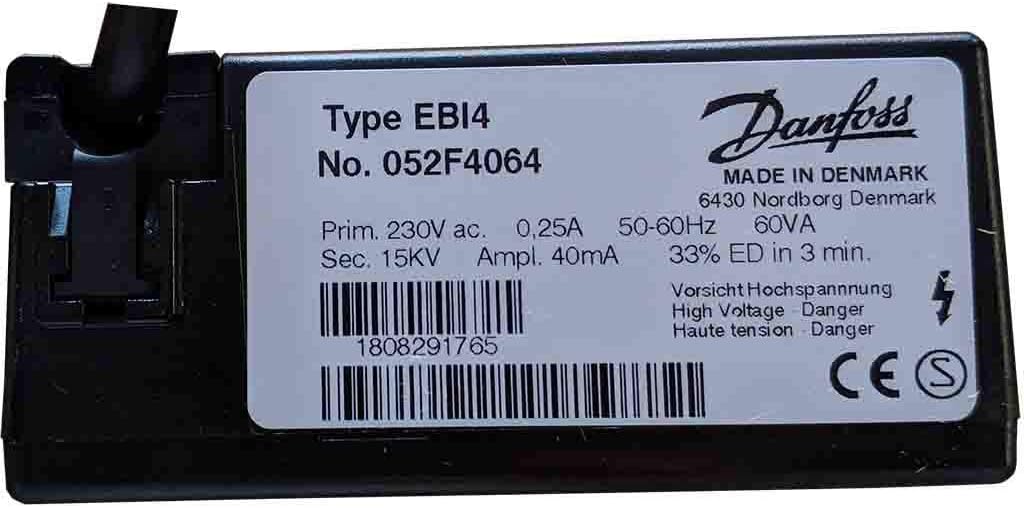 Type EBI4
No. 052F4064
Danfoss
MADE IN DENMARK
6430 Nordborg Denmark
Prim. 230V ac. 0,25A 50-60Hz 60VA
Sec. 15KV Ampl. 40mA 33% ED in 3 min.
Vorsicht Hochspannnung
High Voltage - Danger
Haute tension - Danger
1808291765
CE S